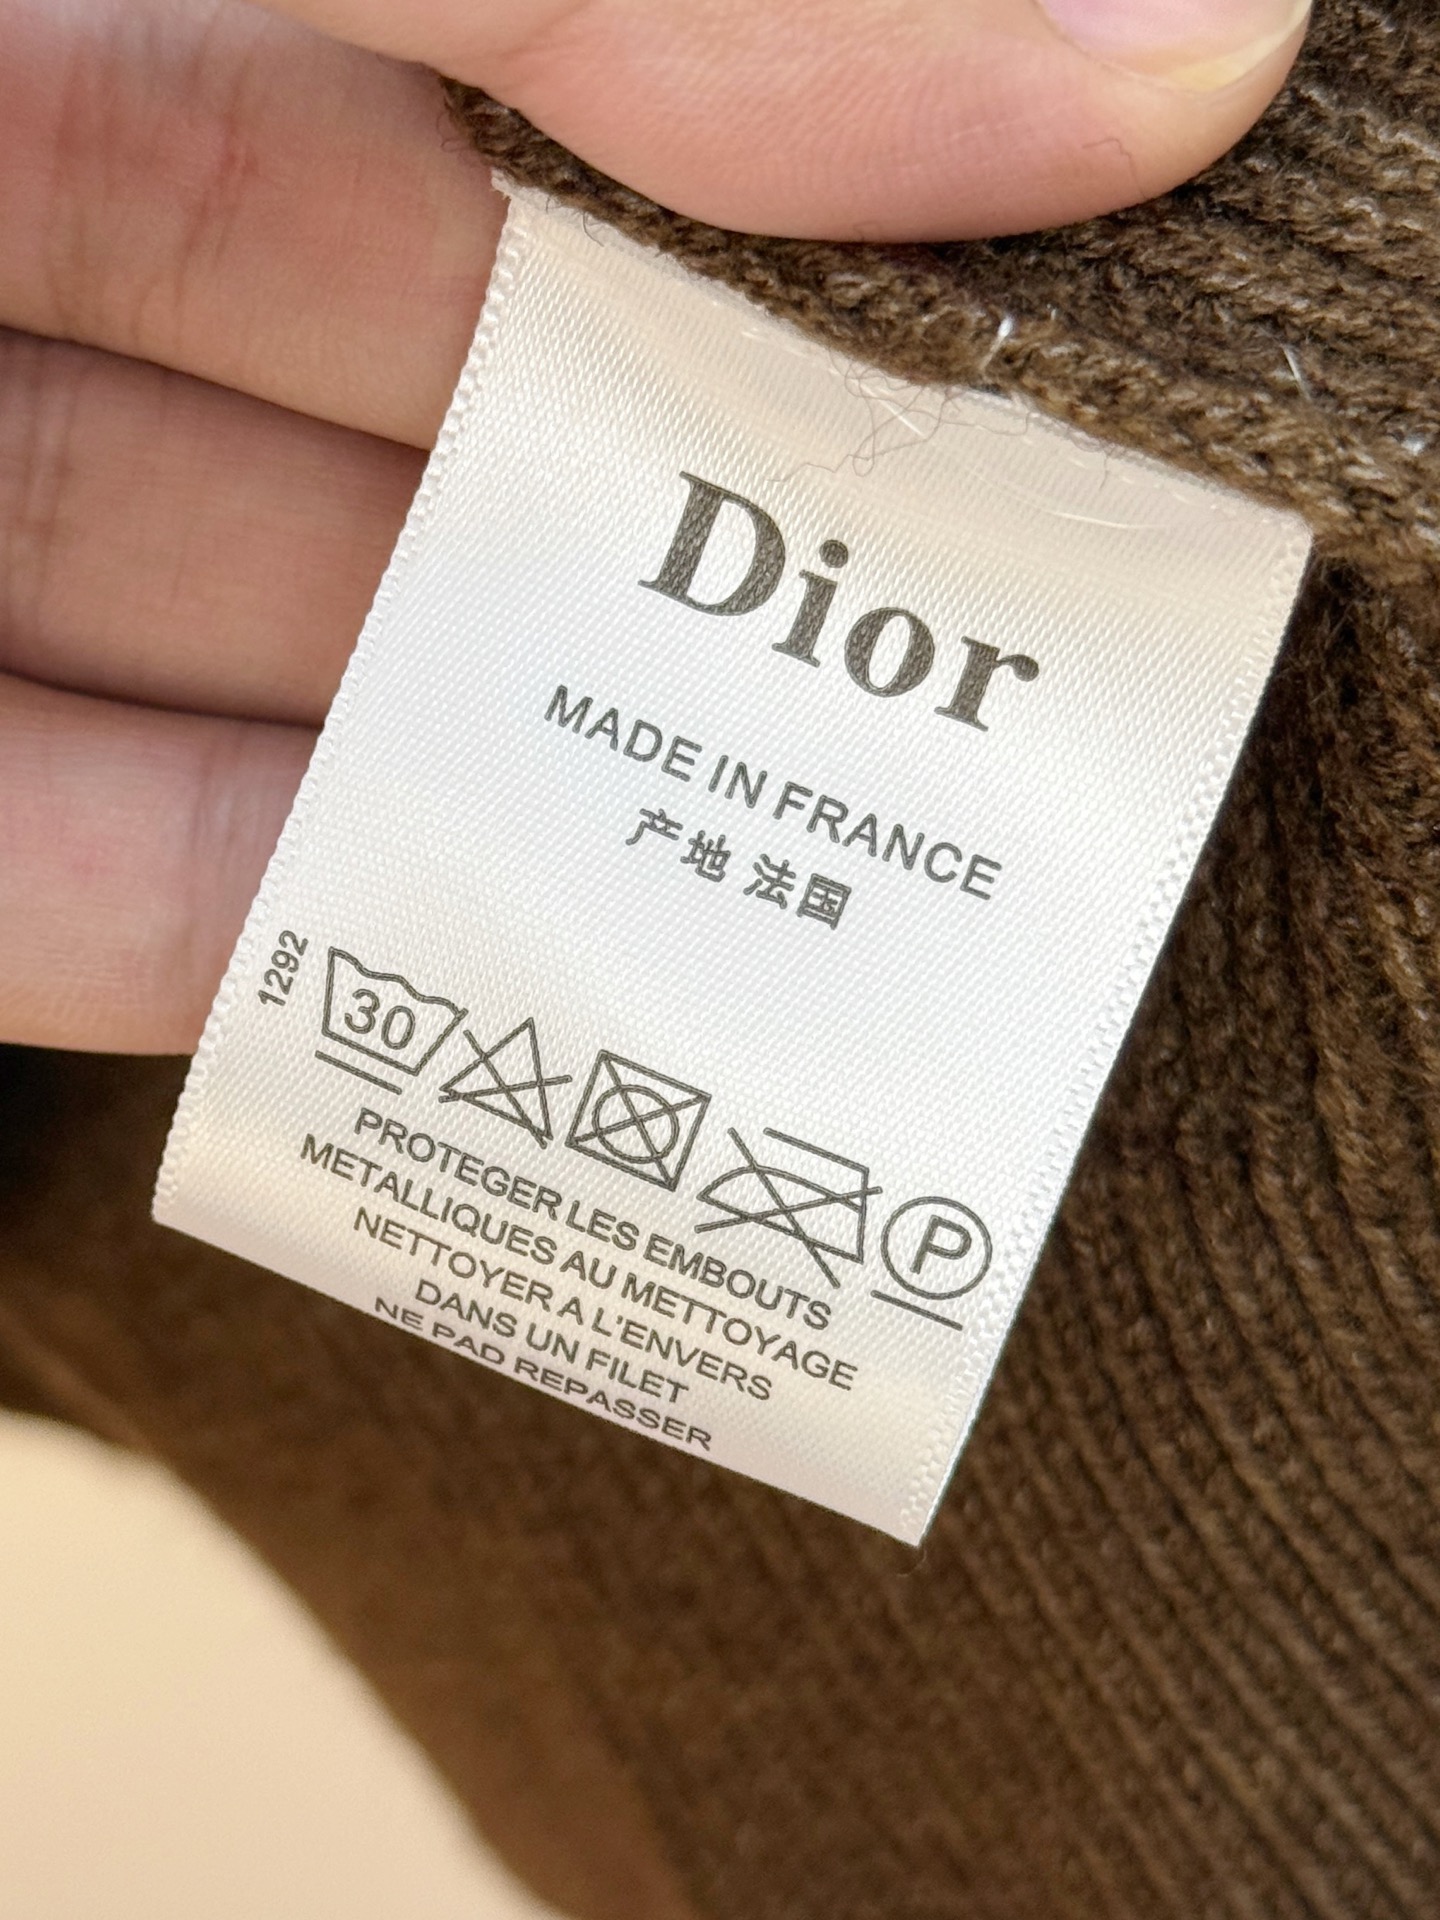 Dior
MADE IN FRANCE
产地 法国
1292
30
P
PROTEGER LES EMBOUTS
METALLIQUES AU METTOYAGE
NETTOYER A L'ENVERS
DANS UN FILET
NE PAD REPASSER